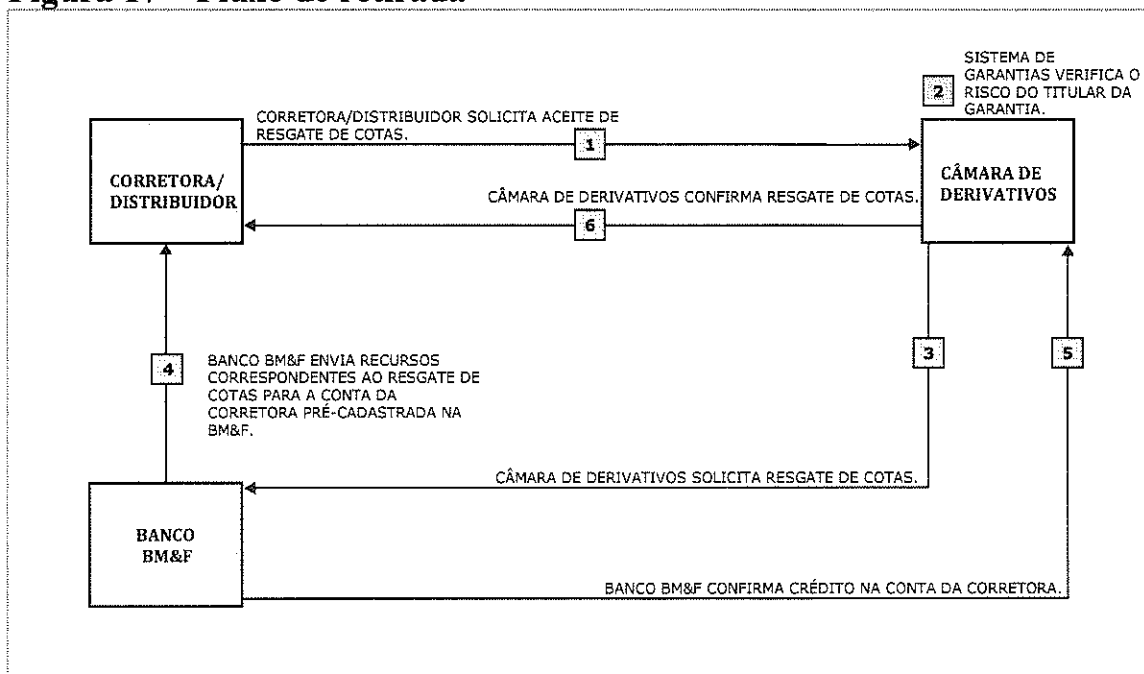 SISTEMA DE
GARANTIAS VERIFICA O
2 RISCO DO TITULAR DA
GARANTIA.
CORRETORA/DISTRIBUIDOR SOLICITA ACEITE DE
RESGATE DE COTAS.
1
CORRETORA/
DISTRIBUIDOR
CÂMARA DE
DERIVATIVOS
CÂMARA DE DERIVATIVOS CONFIRMA RESGATE DE COTAS.
6
4
BANCO BM&F ENVIA RECURSOS
CORRESPONDENTES AO RESGATE DE
COTAS PARA A CONTA DA
CORRETORA PRÉ-CADASTRADA NA
BM&F.
3
5
CÂMARA DE DERIVATIVOS SOLICITA RESGATE DE COTAS.
BANCO
BM&F
BANCO BM&F CONFIRMA CRÉDITO NA CONTA DA CORRETORA.